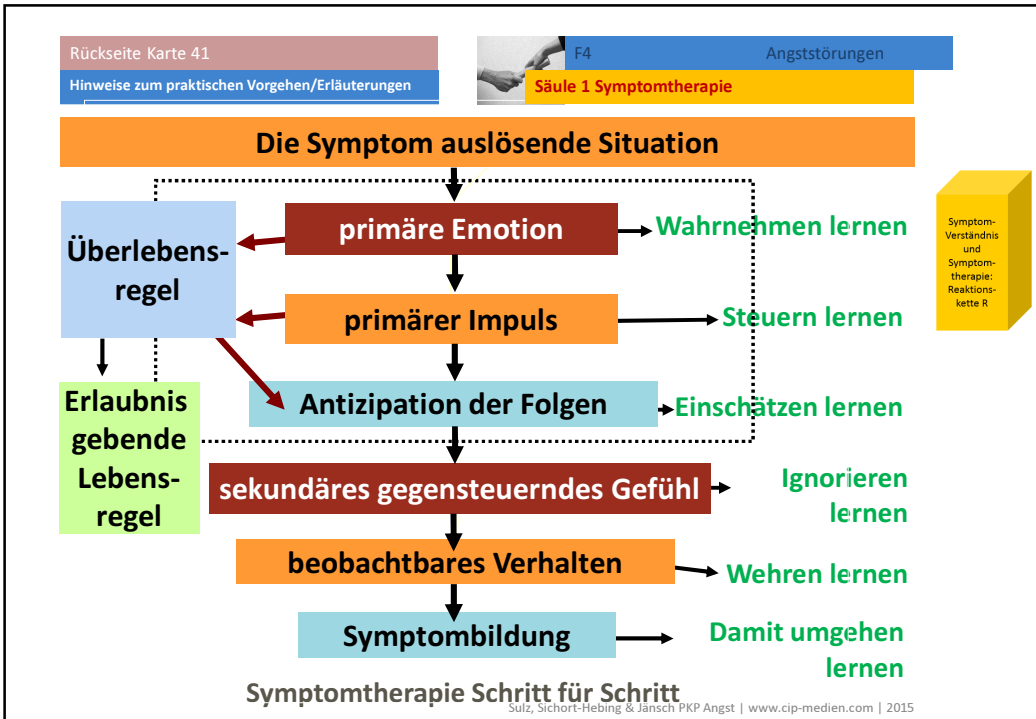 Rückseite Karte 41
Hinweise zum praktischen Vorgehen/Erläuterungen
F4 Angststörungen
Säule 1 Symptomtherapie
Die Symptom auslösende Situation
Überlebens-
regel
primäre Emotion
Wahrnehmen lernen
Symptom-
Verständnis
und
Symptom-
therapie:
Reaktions-
kette R
primärer Impuls
Steuern lernen
Erlaubnis
gebende
Lebens-
regel
Antizipation der Folgen
Einschätzen lernen
sekundäres gegensteuerndes Gefühl
Ignorieren
lernen
beobachtbares Verhalten
Wehren lernen
Symptombildung
Damit umgehen
lernen
Symptomtherapie Schritt für Schritt
Sulz, Sichort-Hebing & Jänsch PKP Angst | www.cip-medien.com | 2015